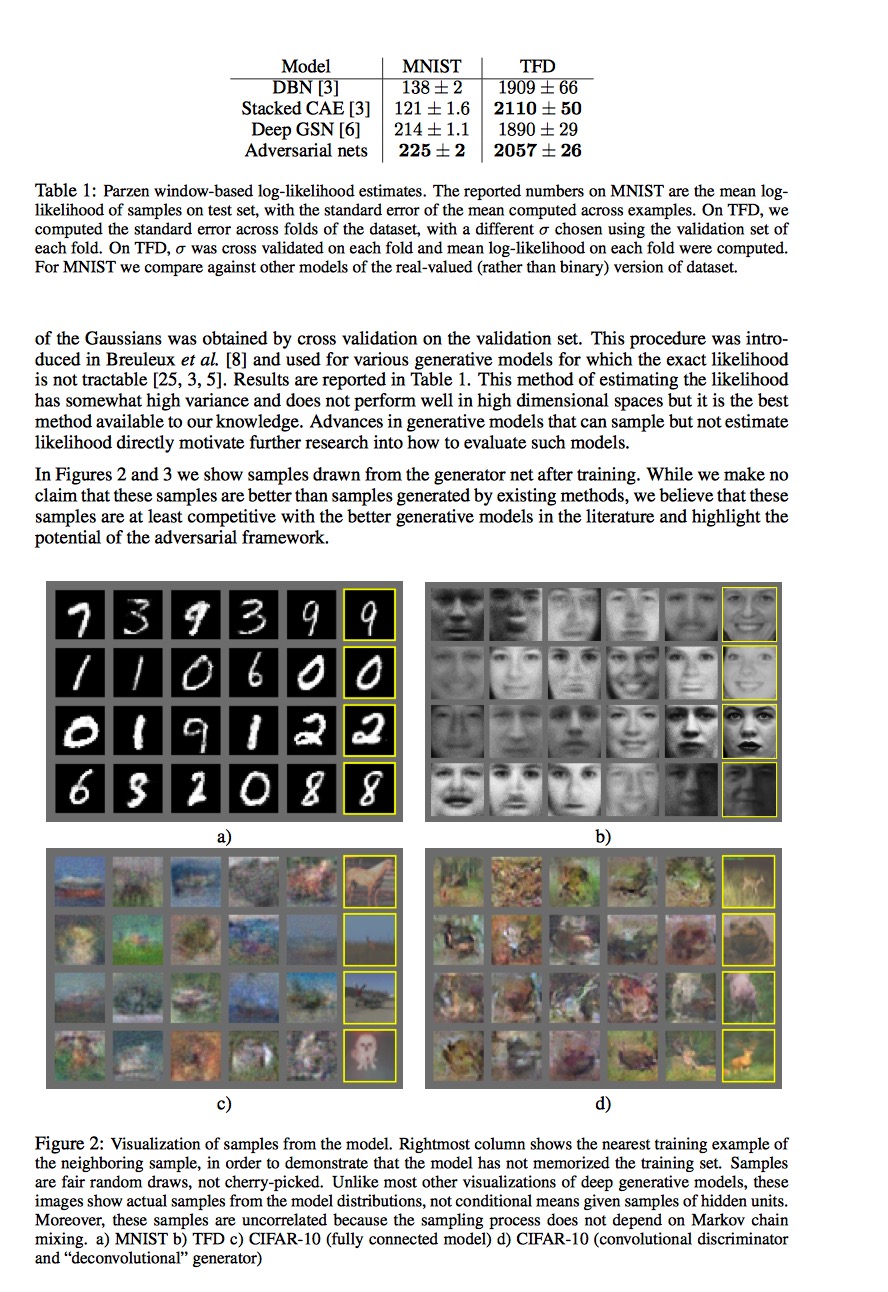 Model MNIST TFD
DBN [3] 138 ± 2 1909 ± 66
Stacked CAE [3] 121 ± 1.6 2110 ± 50
Deep GSN [6] 214 ± 1.1 1890 ± 29
Adversarial nets 225 ± 2 2057 ± 26
Table 1: Parzen window-based log-likelihood estimates. The reported numbers on MNIST are the mean log-
likelihood of samples on test set, with the standard error of the mean computed across examples. On TFD, we
computed the standard error across folds of the dataset, with a different σ chosen using the validation set of
each fold. On TFD, σ was cross validated on each fold and mean log-likelihood on each fold were computed.
For MNIST we compare against other models of the real-valued (rather than binary) version of dataset.
of the Gaussians was obtained by cross validation on the validation set. This procedure was intro-
duced in Breuleux et al. [8] and used for various generative models for which the exact likelihood
is not tractable [25, 3, 5]. Results are reported in Table 1. This method of estimating the likelihood
has somewhat high variance and does not perform well in high dimensional spaces but it is the best
method available to our knowledge. Advances in generative models that can sample but not estimate
likelihood directly motivate further research into how to evaluate such models.
In Figures 2 and 3 we show samples drawn from the generator net after training. While we make no
claim that these samples are better than samples generated by existing methods, we believe that these
samples are at least competitive with the better generative models in the literature and highlight the
potential of the adversarial framework.
7 3 9 3 9 9
1 1 0 6 0 0
0 1 9 1 2 2
6 2 0 8 8
a) b)
c) d)
Figure 2: Visualization of samples from the model. Rightmost column shows the nearest training example of
the neighboring sample, in order to demonstrate that the model has not memorized the training set. Samples
are fair random draws, not cherry-picked. Unlike most other visualizations of deep generative models, these
images show actual samples from the model distributions, not conditional means given samples of hidden units.
Moreover, these samples are uncorrelated because the sampling process does not depend on Markov chain
mixing. a) MNIST b) TFD c) CIFAR-10 (fully connected model) d) CIFAR-10 (convolutional discriminator
and “deconvolutional” generator)